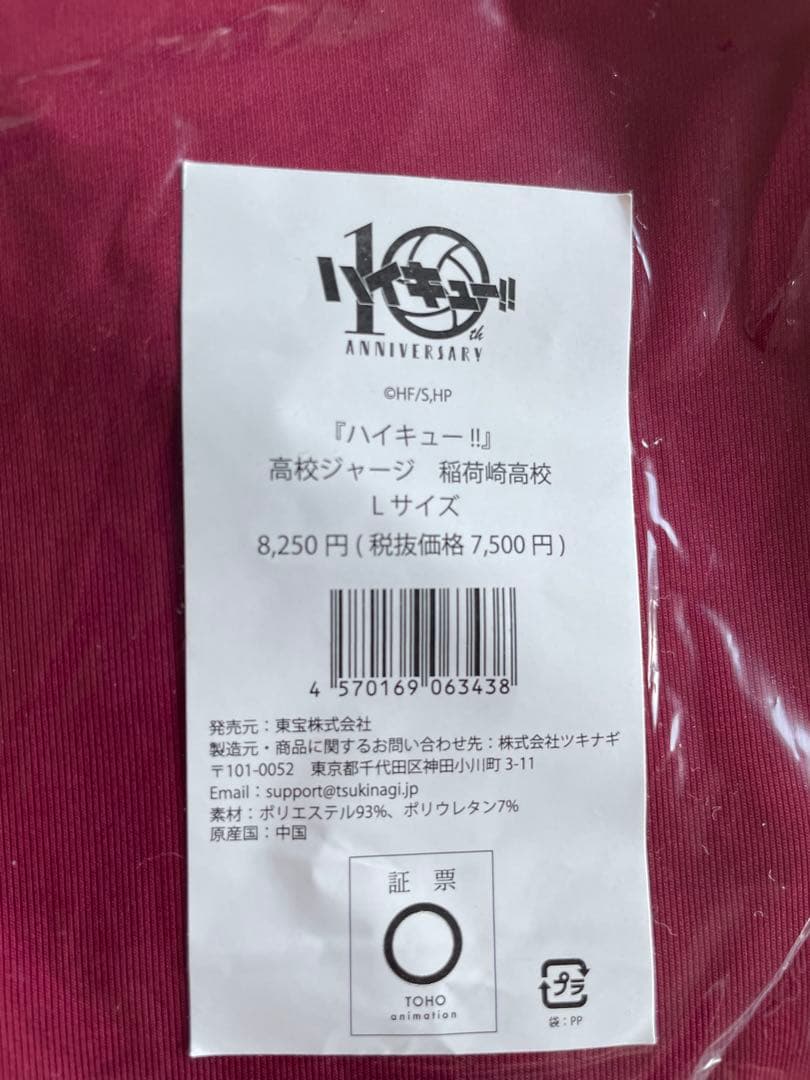 10th
ハイキュー!!
ANNIVERSARY
©HF/S,HP
『ハイキュー!!』
高校ジャージ　稲荷崎高校
Lサイズ
8,250円(税抜価格7,500円)
4 570169 063438
発売元：東宝株式会社
製造元・商品に関するお問い合わせ先：株式会社ツキナギ
〒101-0052　東京都千代田区神田小川町3-11
Email：support@tsukinagi.jp
素材：ポリエステル93%、ポリウレタン7%
原産国：中国
証 票
TOHO
animation
プラ
袋：PP